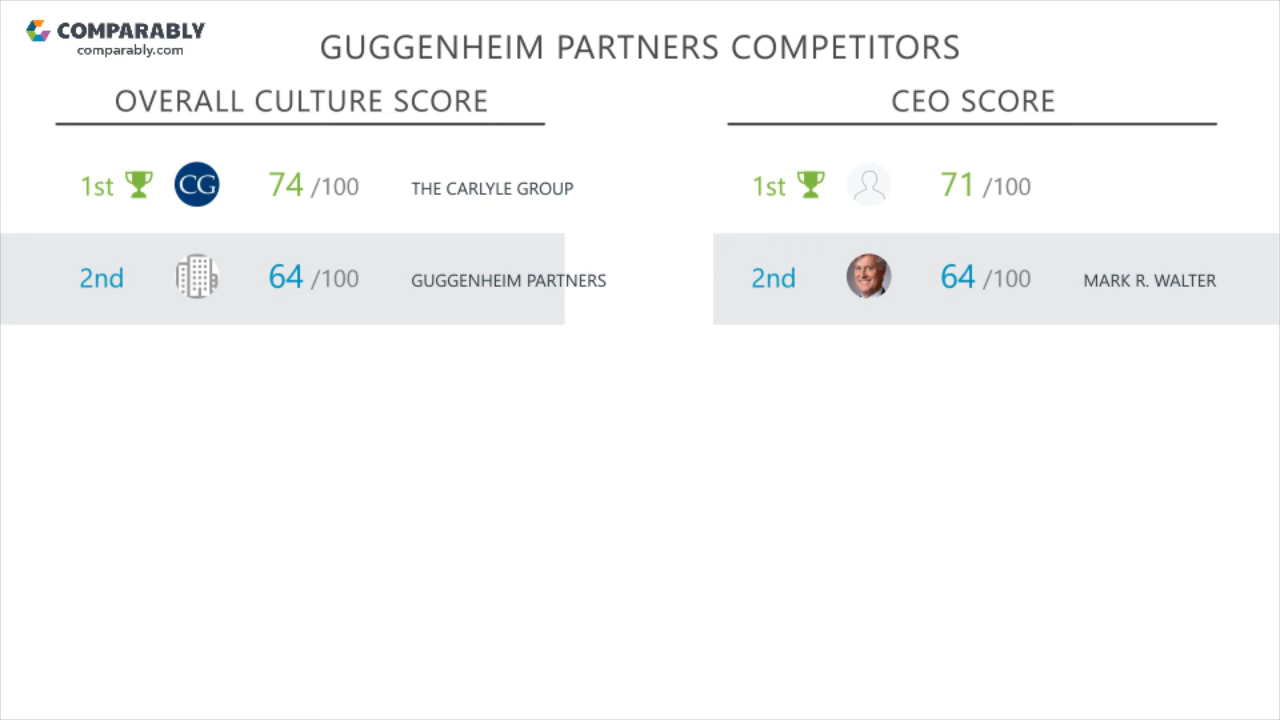 COMPARABLY
comparably.com
GUGGENHEIM PARTNERS COMPETITORS
OVERALL CULTURE SCORE
1st CG 74 /100 THE CARLYLE GROUP
2nd 64 /100 GUGGENHEIM PARTNERS
CEO SCORE
1st 71 /100
2nd 64 /100 MARK R. WALTER